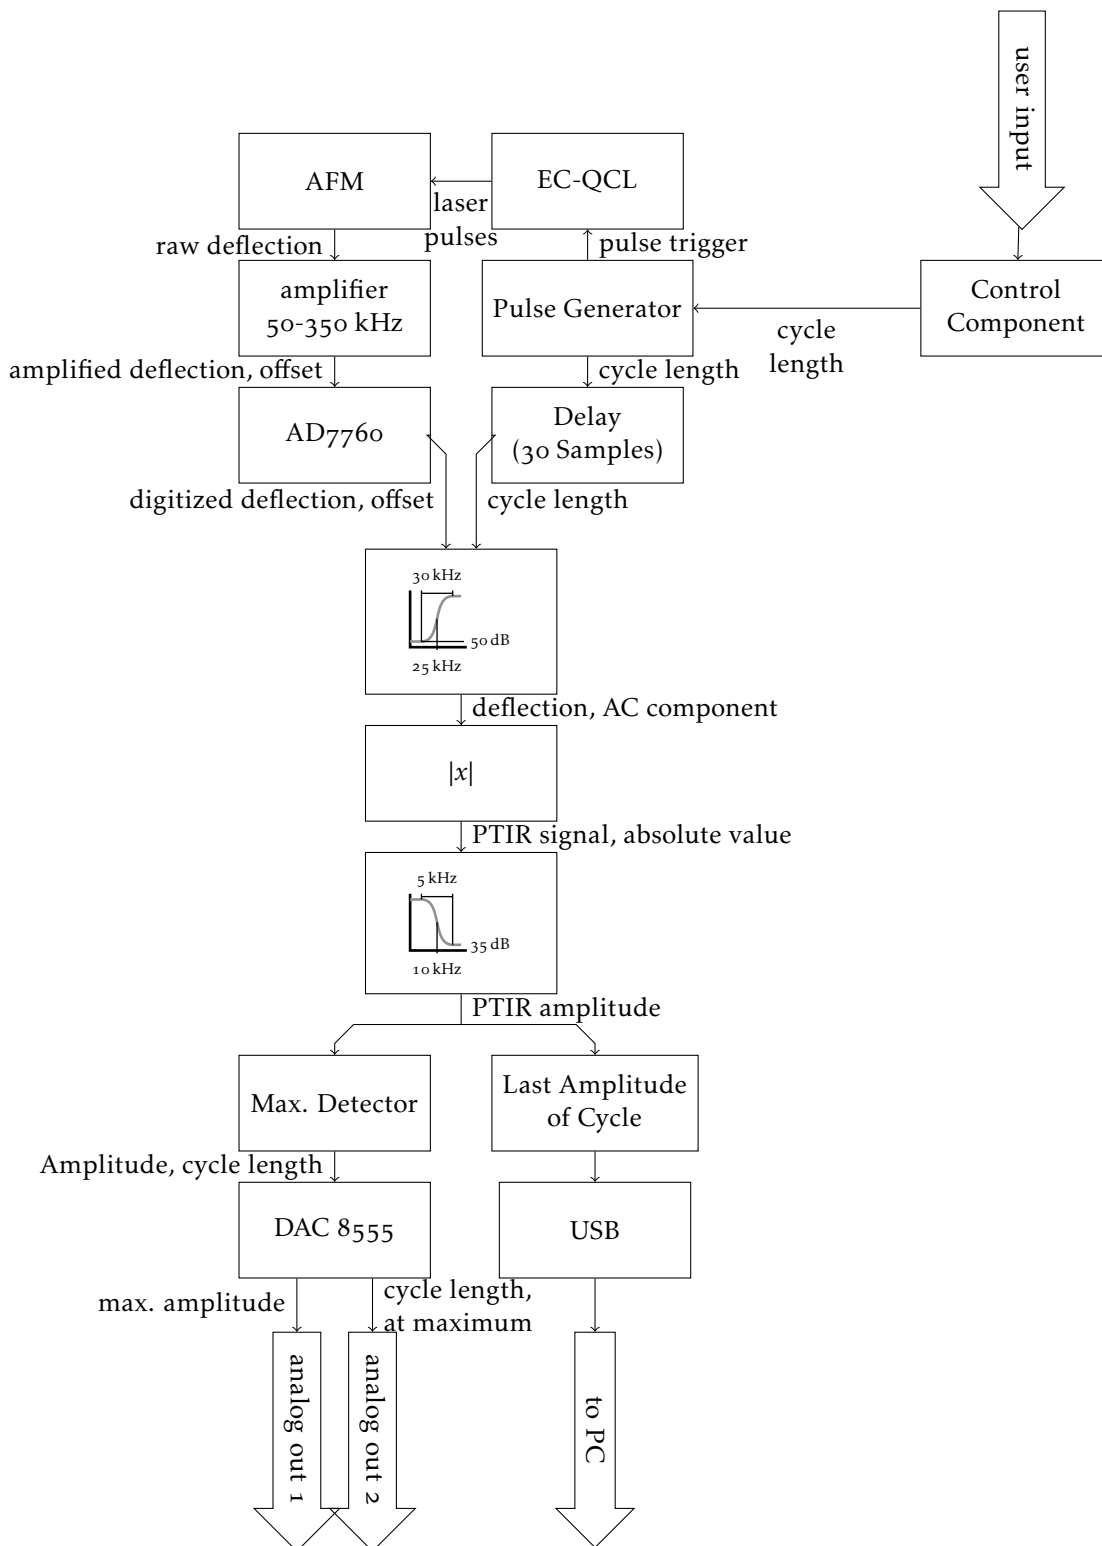 user input
AFM
EC-QCL
laser
pulses
raw deflection
pulse trigger
amplifier
50-350 kHz
Pulse Generator
Control
Component
cycle
length
amplified deflection, offset
cycle length
AD7760
Delay
(30 Samples)
digitized deflection, offset
cycle length
30 kHz
50 dB
25 kHz
deflection, AC component
|x|
PTIR signal, absolute value
5 kHz
35 dB
10 kHz
PTIR amplitude
Max. Detector
Last Amplitude
of Cycle
Amplitude, cycle length
DAC 8555
USB
max. amplitude
cycle length,
at maximum
analog out 1
analog out 2
to PC